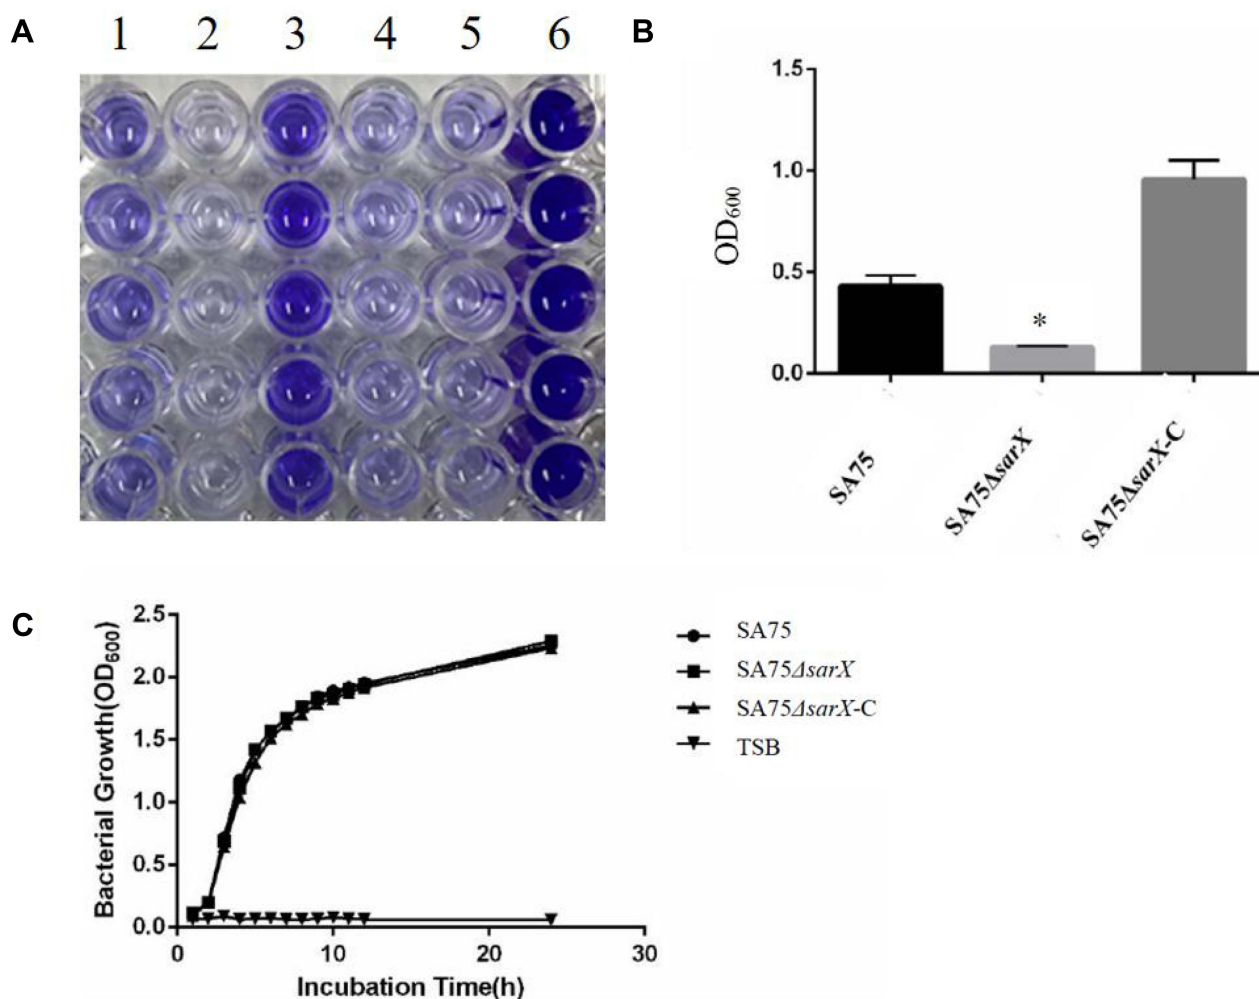 A
1 2 3 4 5 6
B
1.5
1.0
0.5
0.0
OD600
*
SA75
SA75ΔsarX
SA75ΔsarX-C
C
2.5
2.0
1.5
1.0
0.5
0.0
Bacterial Growth(OD600)
0 10 20 30
Incubation Time(h)
SA75
SA75ΔsarX
SA75ΔsarX-C
TSB